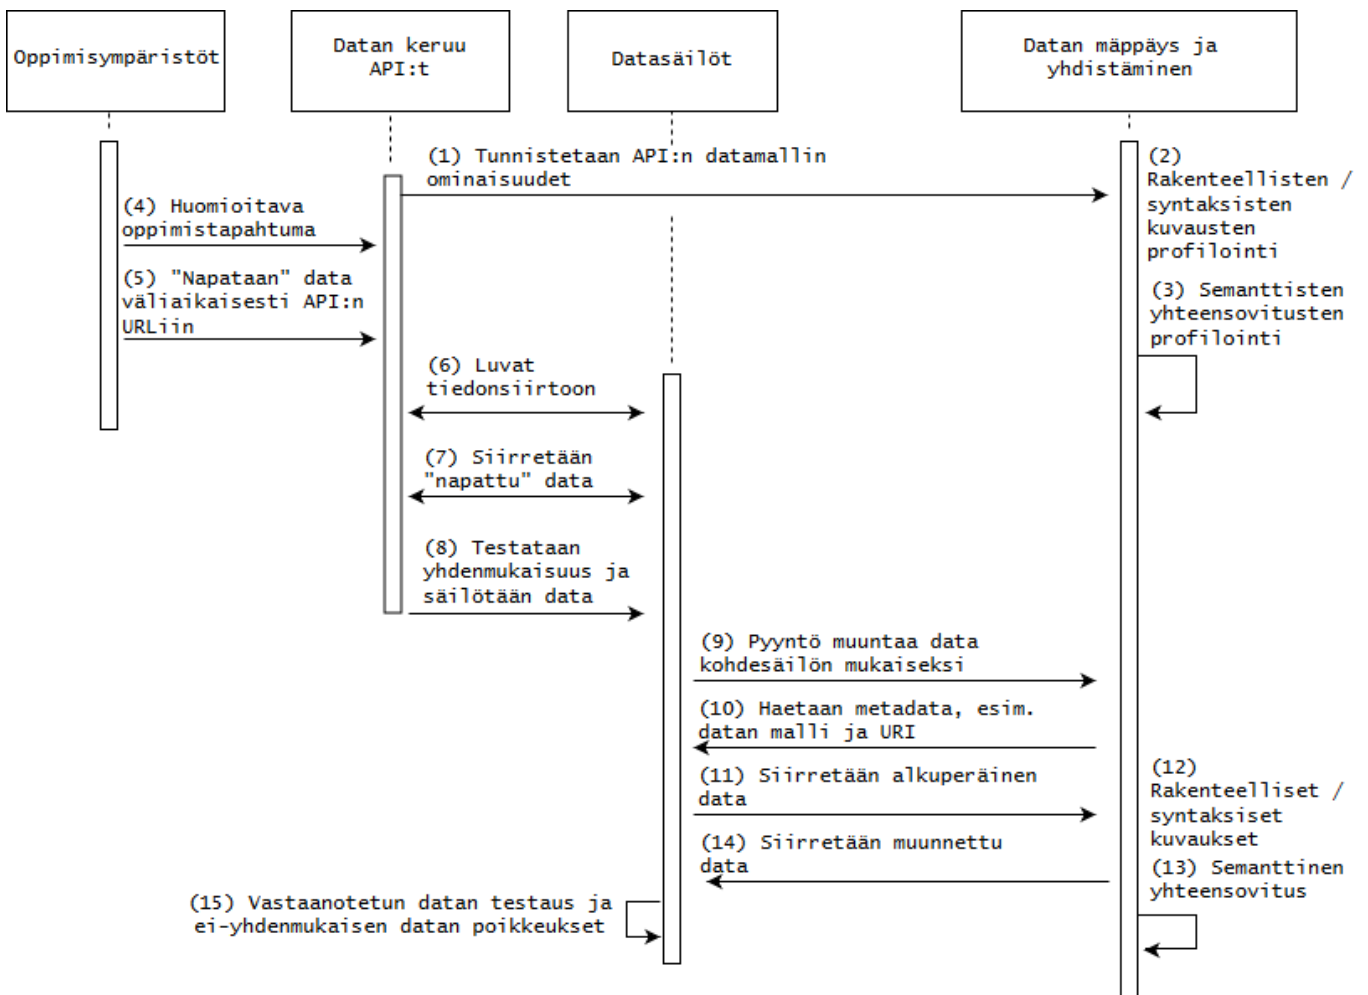 Oppimisympäristöt
Datan keruu
API:t
Datasäilöt
Datan mäppäys ja
yhdistäminen
(1) Tunnistetaan API:n datamallin
ominaisuudet
(2)
Rakenteellisten /
syntaksisten
kuvausten
profilointi
(3) Semanttisten
yhteensovitusten
profilointi
(4) Huomioitava
oppimistapahtuma
(5) "Napataan" data
väliaikaisesti API:n
URLiin
(6) Luvat
tiedonsiirtoon
(7) Siirretään
"napattu" data
(8) Testataan
yhdenmukaisuus ja
säilötään data
(9) Pyyntö muuntaa data
kohdesäilön mukaiseksi
(10) Haetaan metadata, esim.
datan malli ja URI
(11) Siirretään alkuperäinen
data
(12)
Rakenteelliset /
syntaksiset
kuvaukset
(13) Semanttinen
yhteensovitus
(14) Siirretään muunnettu
data
(15) Vastaanotetun datan testaus ja
ei-yhdenmukaisen datan poikkeukset